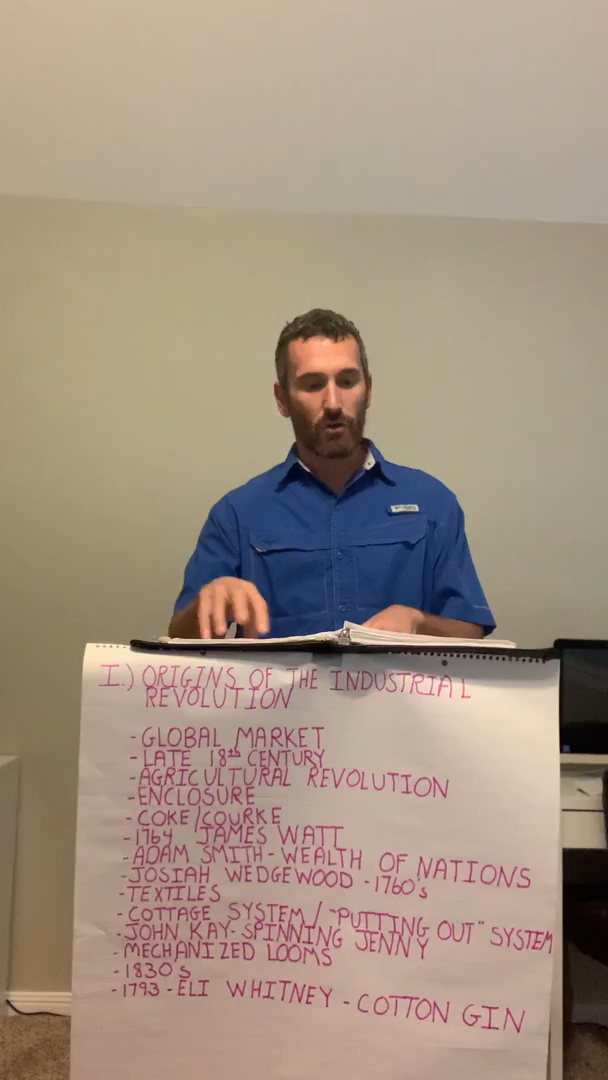 I.) ORIGINS OF THE INDUSTRIAL
REVOLUTION
- GLOBAL MARKET
- LATE 18th CENTURY
- AGRICULTURAL REVOLUTION
- ENCLOSURE
- COKE/COURKE
- 1764 JAMES WATT
- ADAM SMITH - WEALTH OF NATIONS
- JOSIAH WEDGEWOOD - 1760's
- TEXTILES
- COTTAGE SYSTEM / "PUTTING OUT" SYSTEM
- JOHN KAY - SPINNING JENNY
- MECHANIZED LOOMS
- 1830s
- 1793 - ELI WHITNEY - COTTON GIN